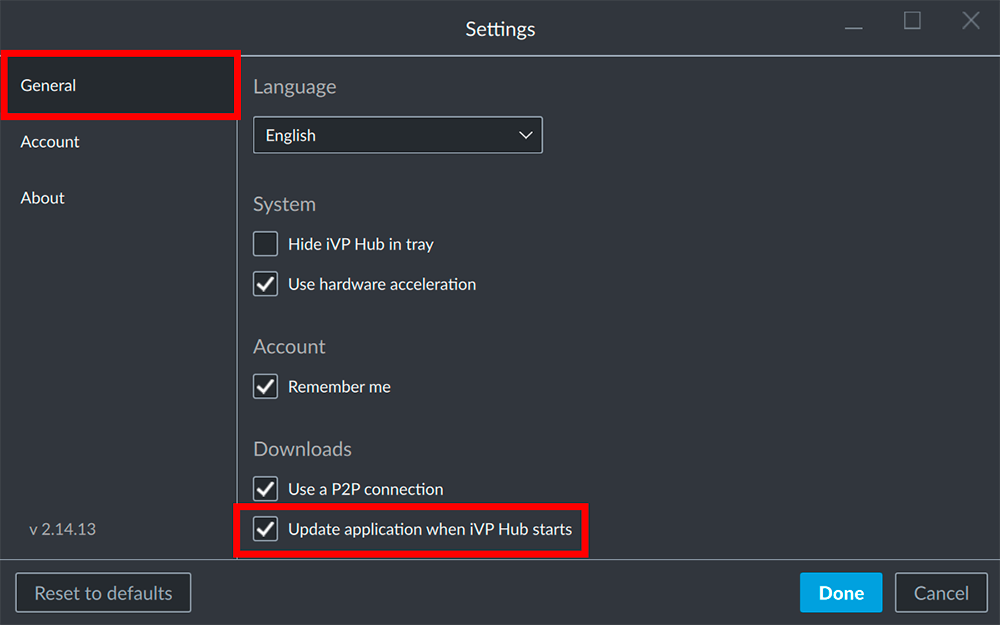 Settings
General
Account
About
v 2.14.13
Language
English
System
Hide iVP Hub in tray
Use hardware acceleration
Account
Remember me
Downloads
Use a P2P connection
Update application when iVP Hub starts
Reset to defaults
Done
Cancel